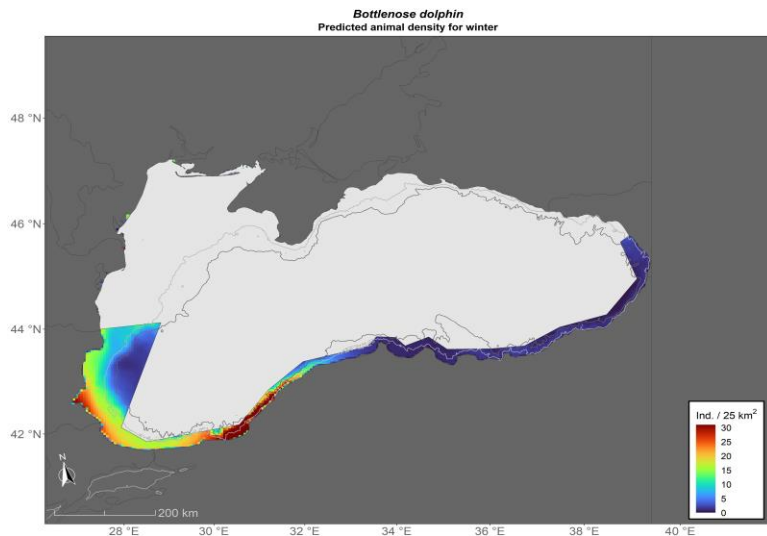 Bottlenose dolphin
Predicted animal density for winter
48 °N
46 °N
44 °N
42 °N
N
200 km
Ind. / 25 km²
30
25
20
15
10
5
0
28 °E 30 °E 32 °E 34 °E 36 °E 38 °E 40 °E